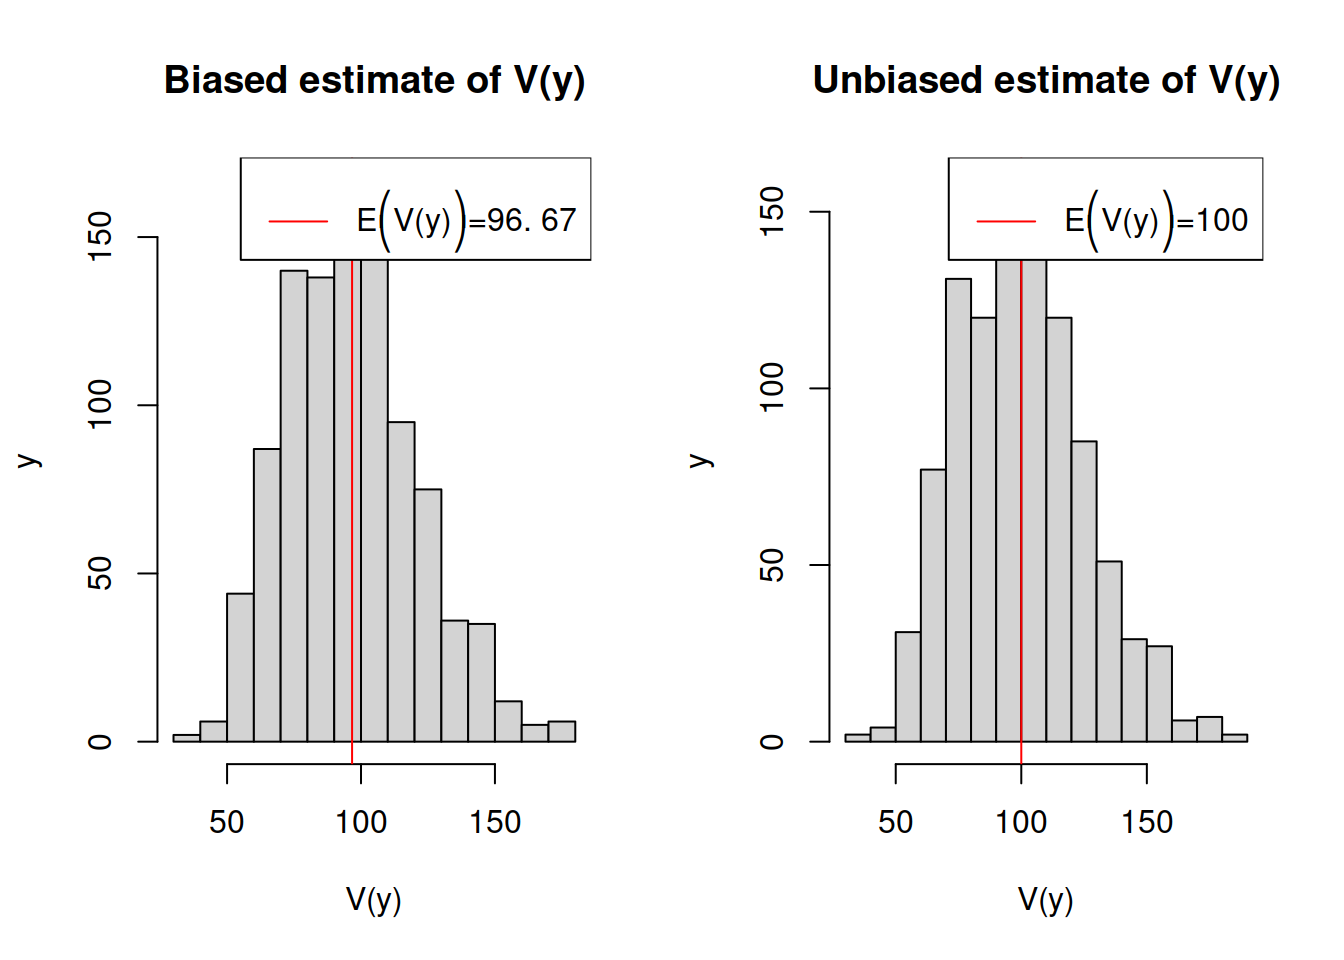 Biased estimate of V(y)
E(V(y))=96. 67
150
100
50
0
y
50 100 150
V(y)
Unbiased estimate of V(y)
E(V(y))=100
150
100
50
0
y
50 100 150
V(y)